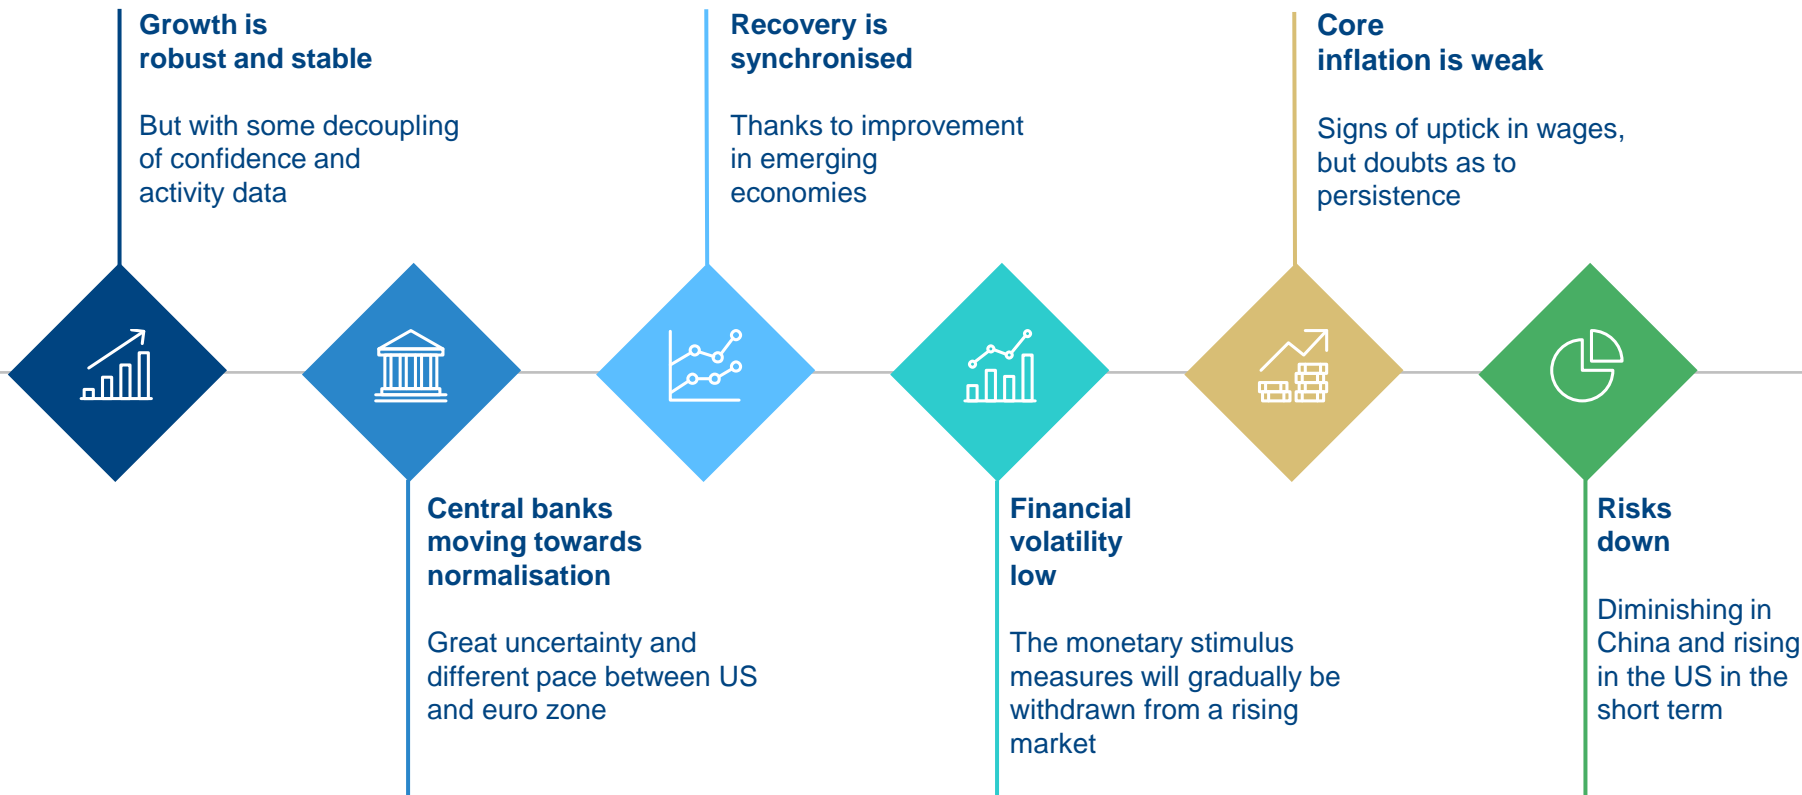 Growth is
robust and stable
But with some decoupling
of confidence and
activity data
Central banks
moving towards
normalisation
Great uncertainty and
different pace between US
and euro zone
Recovery is
synchronised
Thanks to improvement
in emerging
economies
Financial
volatility
low
The monetary stimulus
measures will gradually be
withdrawn from a rising
market
Core
inflation is weak
Signs of uptick in wages,
but doubts as to
persistence
Risks
down
Diminishing in
China and rising
in the US in the
short term